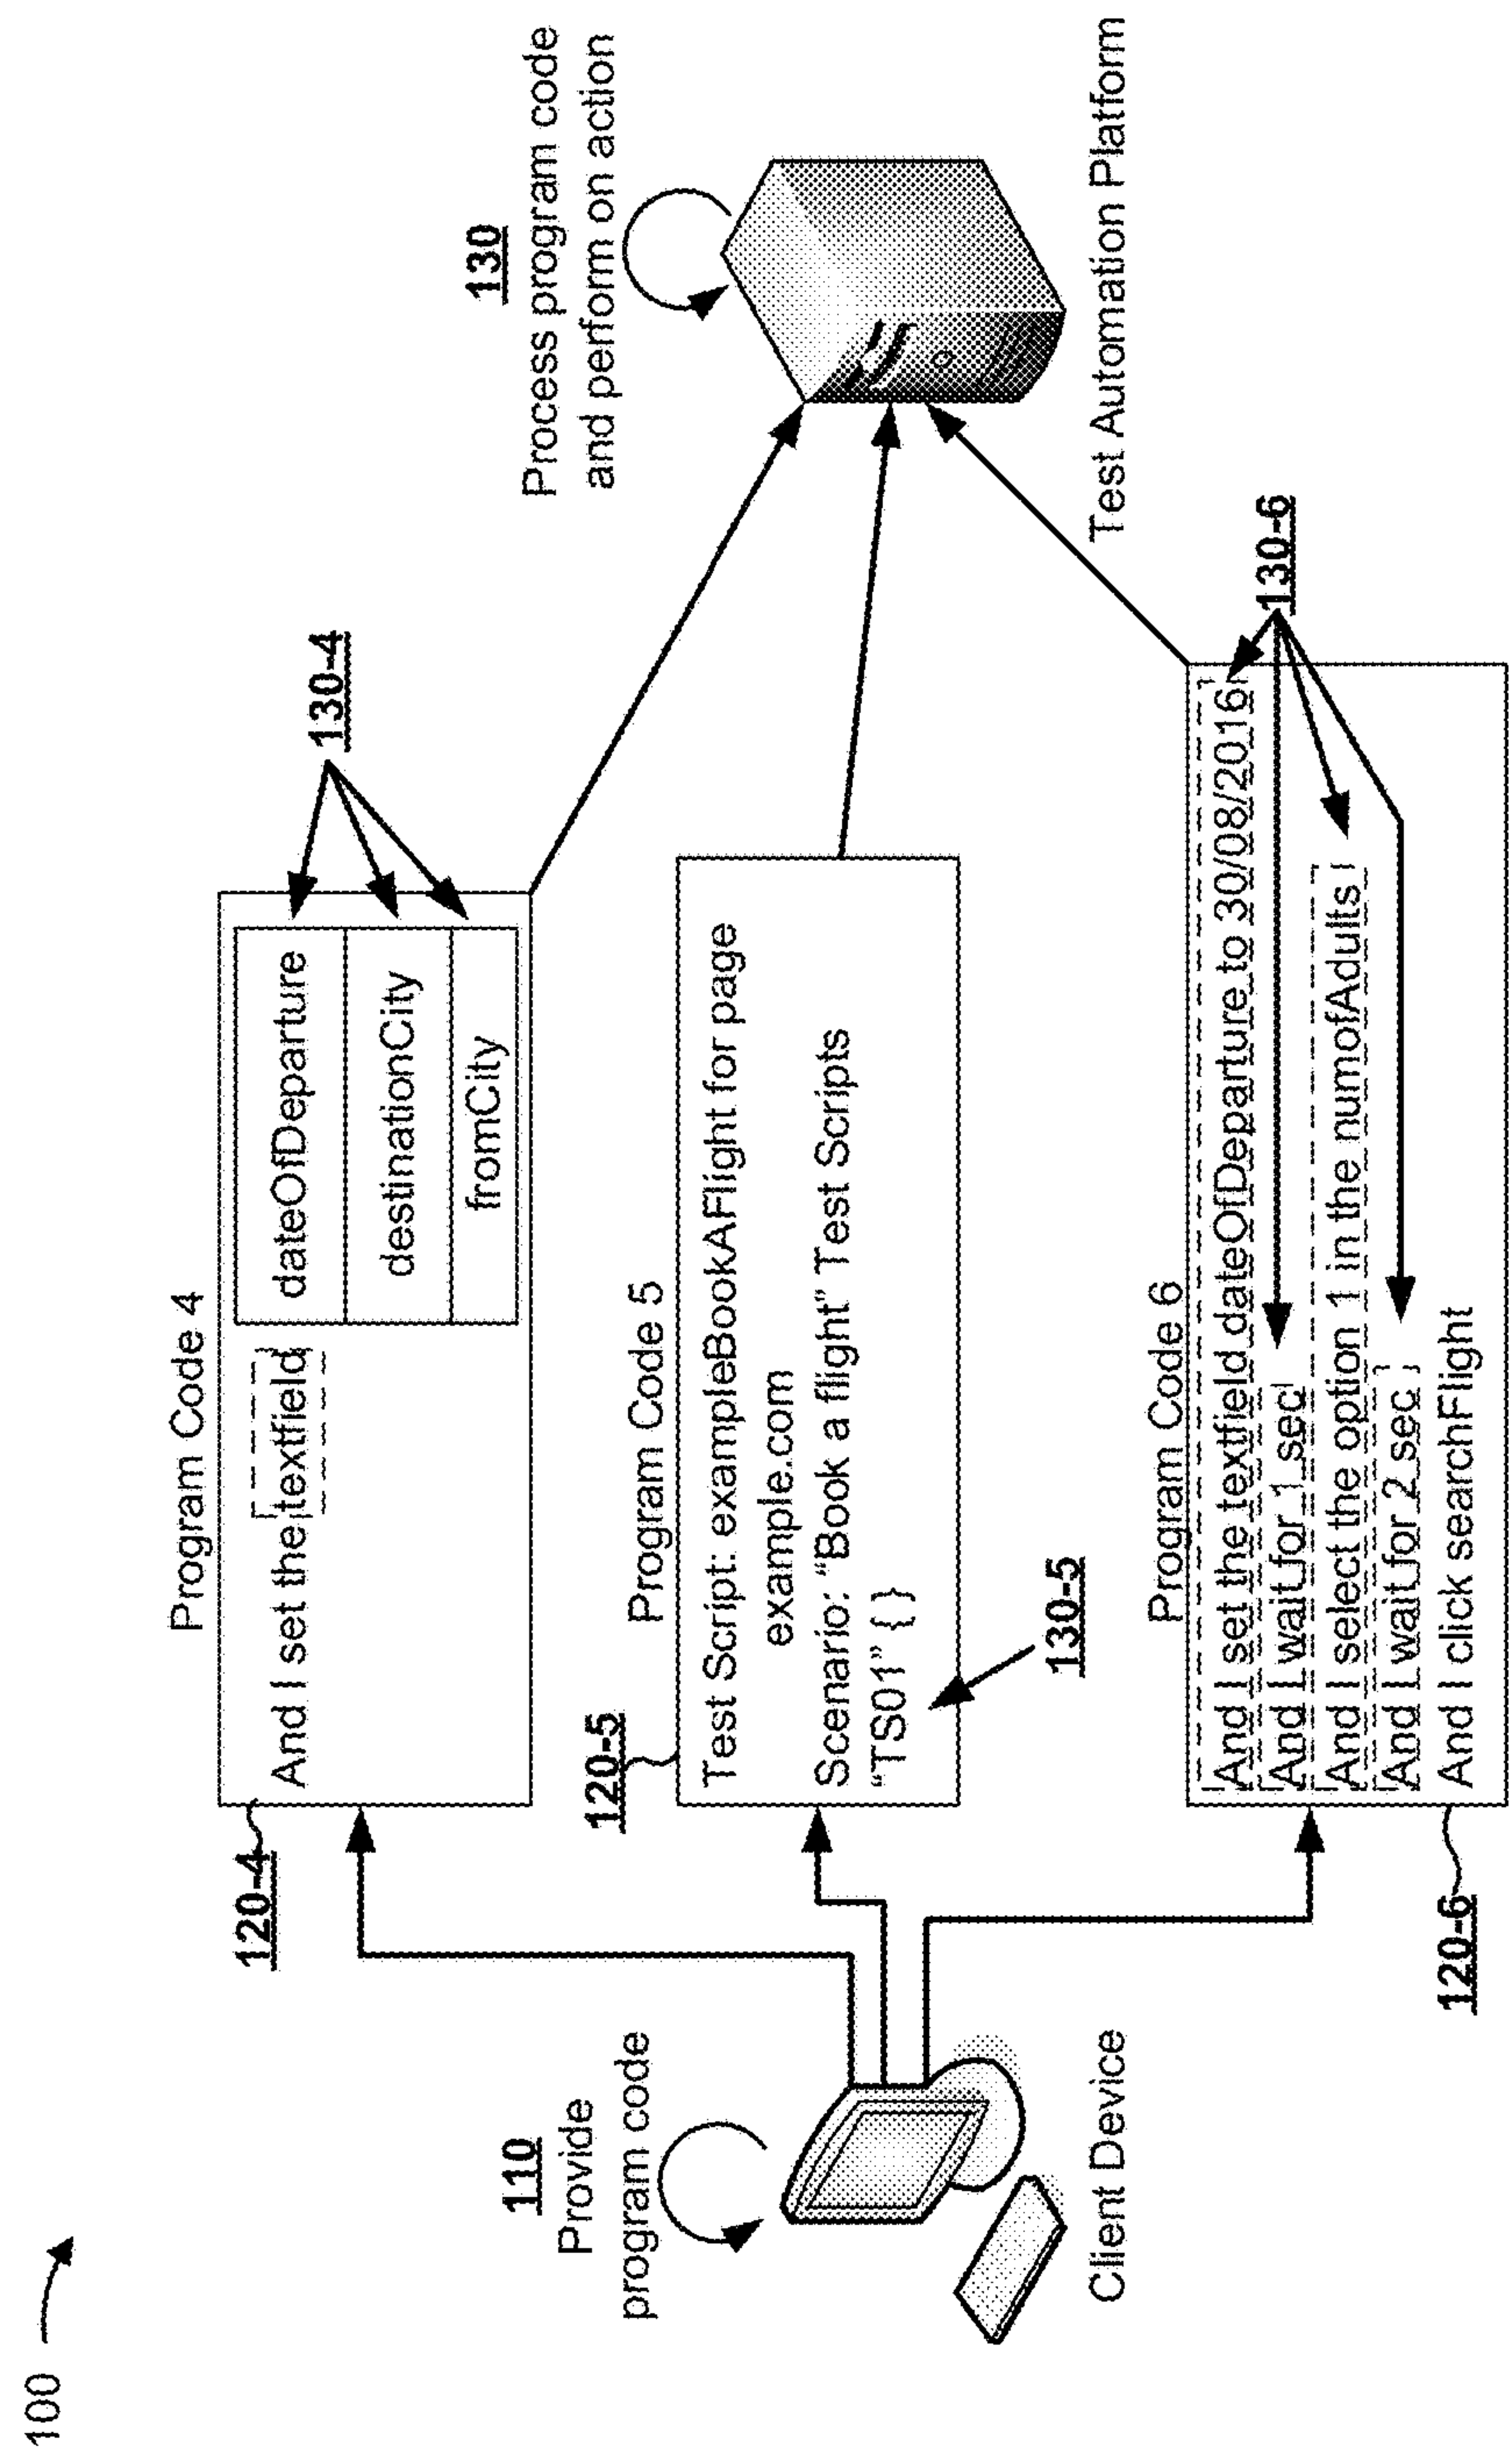 100
110
Provide
program code
Client Device
120-4
Program Code 4
And I set the textfield
dateOfDeparture
destinationCity
fromCity
130-4
120-5
Program Code 5
Test Script: exampleBookAFlight for page
example.com
Scenario: “Book a flight” Test Scripts
“TS01” { }
130-5
120-6
Program Code 6
And I set the textfield dateOfDeparture to 30/08/2016
And I wait for 1 sec
And I select the option 1 in the numofAdults
And I wait for 2 sec
And I click searchFlight
130-6
130
Process program code
and perform on action
Test Automation Platform